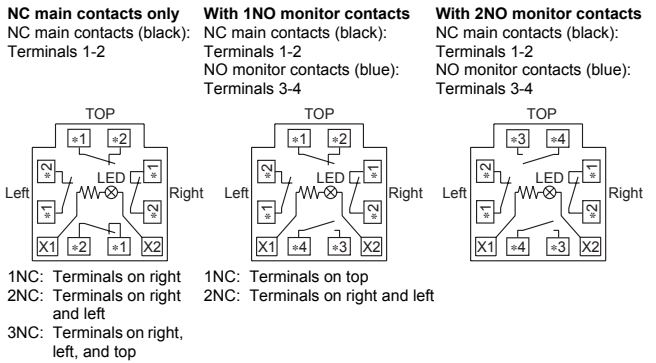 NC main contacts only
NC main contacts (black):
Terminals 1-2
With 1NO monitor contacts
NC main contacts (black):
Terminals 1-2
NO monitor contacts (blue):
Terminals 3-4
With 2NO monitor contacts
NC main contacts (black):
Terminals 1-2
NO monitor contacts (blue):
Terminals 3-4
TOP
*1 *2
*2 LED *1
Left Right
*1 *2
X1 *2 *1 X2
TOP
*1 *2
*2 LED *1
Left Right
*1 *2
X1 *4 *3 X2
TOP
*3 *4
*2 LED *1
Left Right
*1 *2
X1 *4 *3 X2
1NC: Terminals on right
2NC: Terminals on right
and left
3NC: Terminals on right,
left, and top
1NC: Terminals on top
2NC: Terminals on right and left